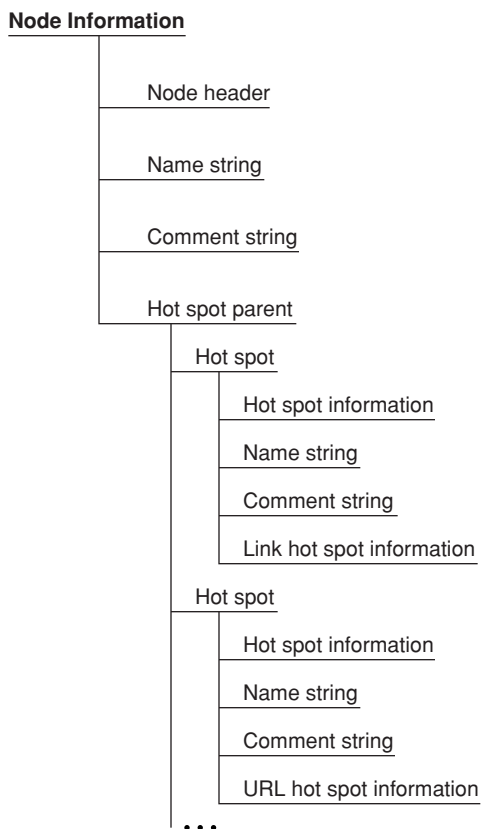 Node Information
Node header
Name string
Comment string
Hot spot parent
Hot spot
Hot spot information
Name string
Comment string
Link hot spot information
Hot spot
Hot spot information
Name string
Comment string
URL hot spot information
...